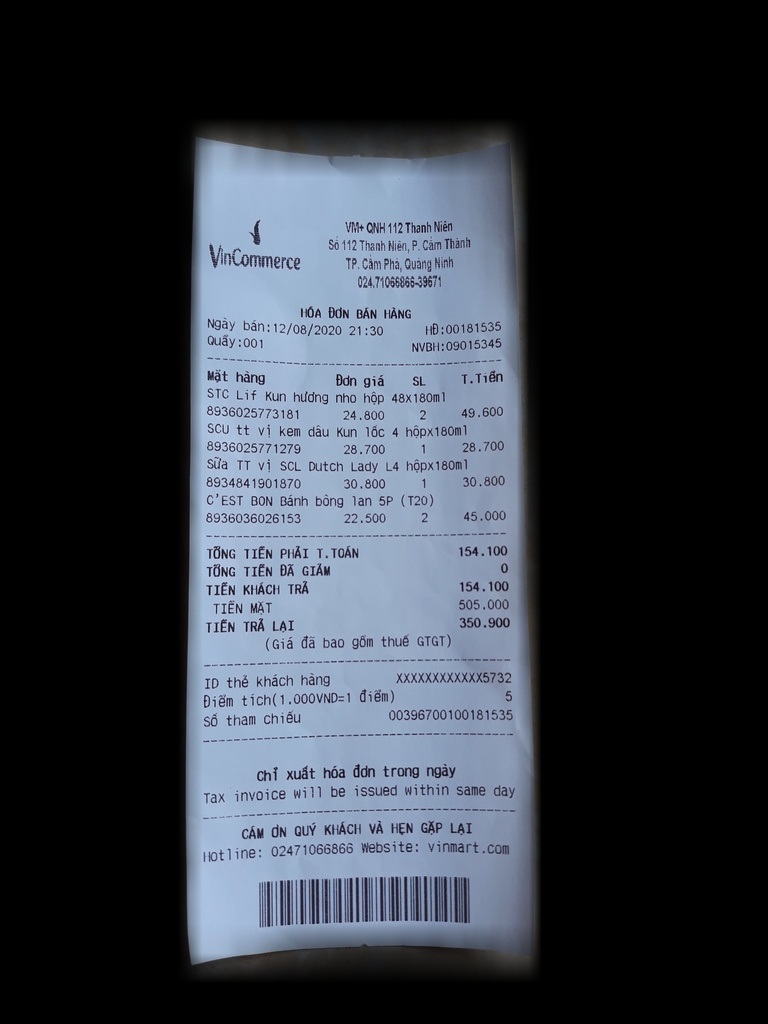 VinCommerce
VM+ QNH 112 Thanh Niên
Số 112 Thanh Niên, P. Cẩm Thành
TP. Cẩm Phả, Quảng Ninh
024.71066866-39671
HÓA ĐƠN BÁN HÀNG
Ngày bán:12/08/2020 21:30 HĐ:00181535
Quầy:001 NVBH:09015345
Mặt hàng Đơn giá SL T.Tiền
STC Lif Kun hương nho hộp 48x180ml
8936025773181 24.800 2 49.600
SCU tt vị kem dâu Kun lốc 4 hộpx180ml
8936025771279 28.700 1 28.700
Sữa TT vị SCL Dutch Lady L4 hộpx180ml
8934841901870 30.800 1 30.800
C'EST BON Bánh bông lan 5P (T20)
8936036026153 22.500 2 45.000
TỔNG TIỀN PHẢI T.TOÁN 154.100
TỔNG TIỀN ĐÃ GIẢM 0
TIỀN KHÁCH TRẢ 154.100
TIỀN MẶT 505.000
TIỀN TRẢ LẠI 350.900
(Giá đã bao gồm thuế GTGT)
ID thẻ khách hàng XXXXXXXXXXXX5732
Điểm tích(1.000VND=1 điểm) 5
Số tham chiếu 00396700100181535
Chỉ xuất hóa đơn trong ngày
Tax invoice will be issued within same day
CẢM ƠN QUÝ KHÁCH VÀ HẸN GẶP LẠI
Hotline: 02471066866 Website: vinmart.com